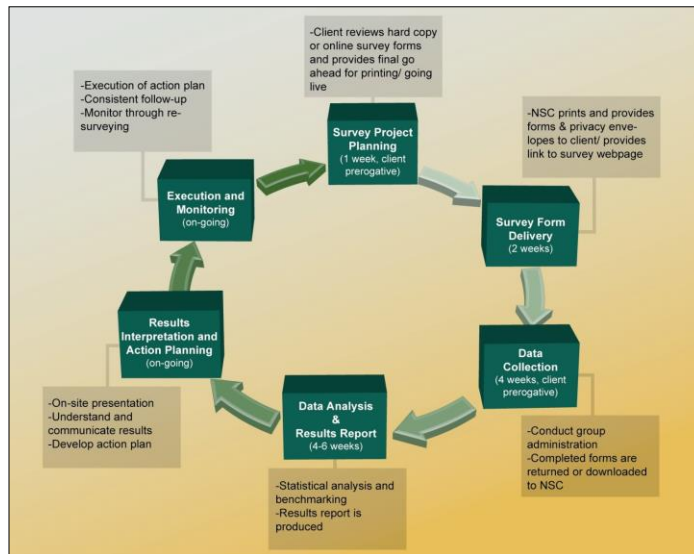 -Client reviews hard copy
or online survey forms
and provides final go
ahead for printing/ going
live
Survey Project
Planning
(1 week, client
prerogative)
-NSC prints and provides
forms & privacy enve-
lopes to client/ provides
link to survey webpage
Survey Form
Delivery
(2 weeks)
Data
Collection
(4 weeks, client
prerogative)
-Conduct group
administration
-Completed forms are
returned or downloaded
to NSC
Data Analysis
&
Results Report
(4-6 weeks)
-Statistical analysis and
benchmarking
-Results report is
produced
Results
Interpretation and
Action Planning
(on-going)
-On-site presentation
-Understand and
communicate results
-Develop action plan
Execution and
Monitoring
(on-going)
-Execution of action plan
-Consistent follow-up
-Monitor through re-
surveying